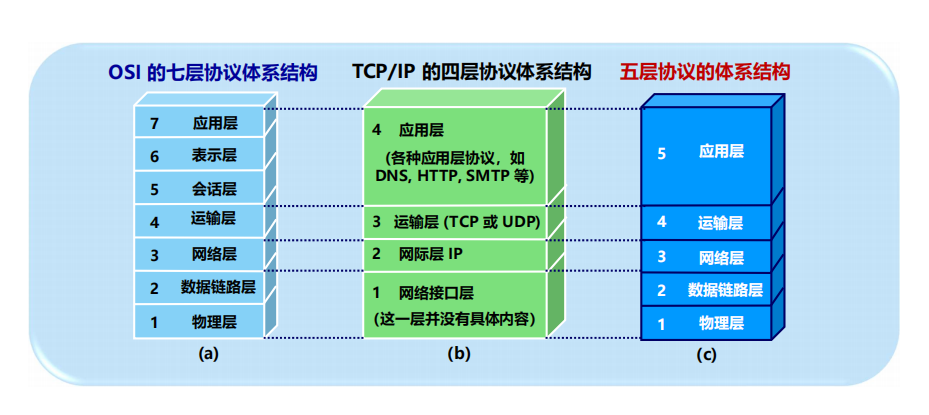 OSI 的七层协议体系结构
TCP/IP 的四层协议体系结构
五层协议的体系结构
7 应用层
6 表示层
5 会话层
4 运输层
3 网络层
2 数据链路层
1 物理层
(a)
4 应用层
(各种应用层协议，如
DNS, HTTP, SMTP 等)
3 运输层 (TCP 或 UDP)
2 网际层 IP
1 网络接口层
(这一层并没有具体内容)
(b)
5 应用层
4 运输层
3 网络层
2 数据链路层
1 物理层
(c)